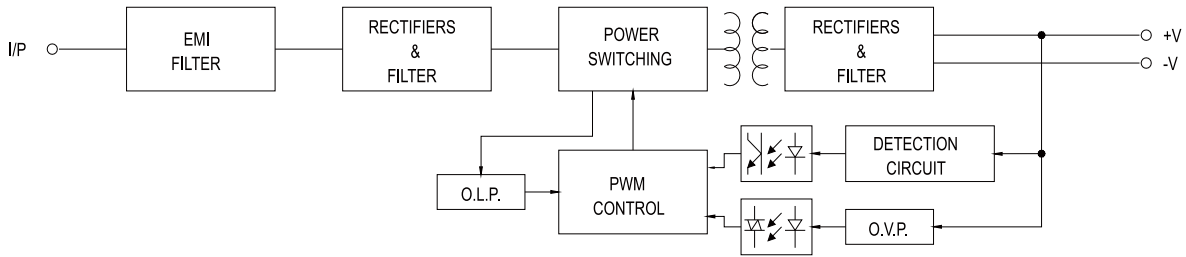 I/P
EMI
FILTER
RECTIFIERS
&
FILTER
POWER
SWITCHING
RECTIFIERS
&
FILTER
+V
-V
O.L.P.
PWM
CONTROL
DETECTION
CIRCUIT
O.V.P.